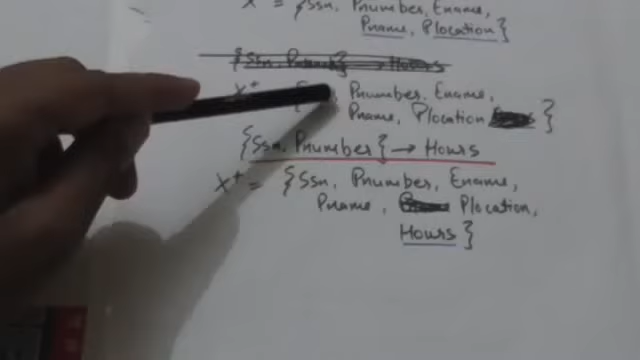 X = {Ssn, Pnumber, Ename,
Pname, Plocation}
{Ssn, Pnumber} → Hours
X+ = { Pnumber, Ename,
Pname, Plocation }
{Ssn, Pnumber} → Hours
X+ = {Ssn, Pnumber, Ename,
Pname, Plocation,
Hours}